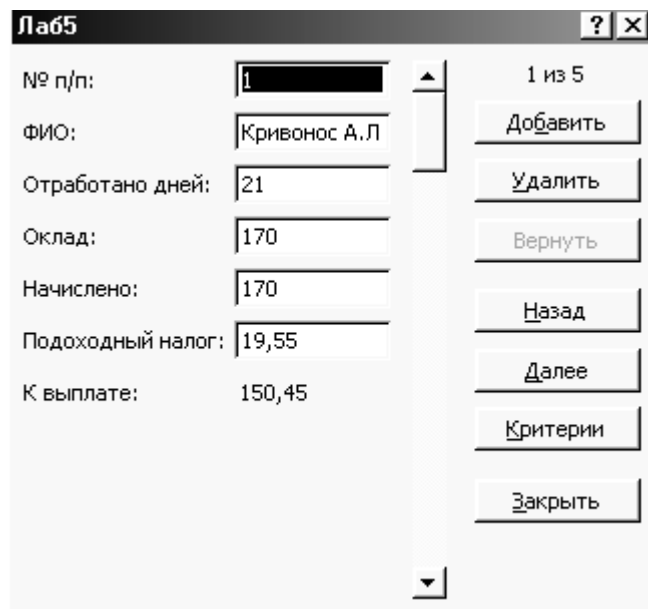 Лаб5
№ п/п: 1
ФИО: Кривонос А.Л
Отработано дней: 21
Оклад: 170
Начислено: 170
Подоходный налог: 19,55
К выплате: 150,45
1 из 5
Добавить
Удалить
Вернуть
Назад
Далее
Критерии
Закрыть